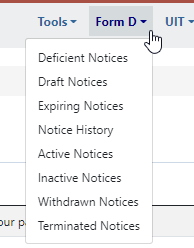 Tools Form D UIT
Deficient Notices
Draft Notices
Expiring Notices
Notice History
Active Notices
Inactive Notices
Withdrawn Notices
Terminated Notices